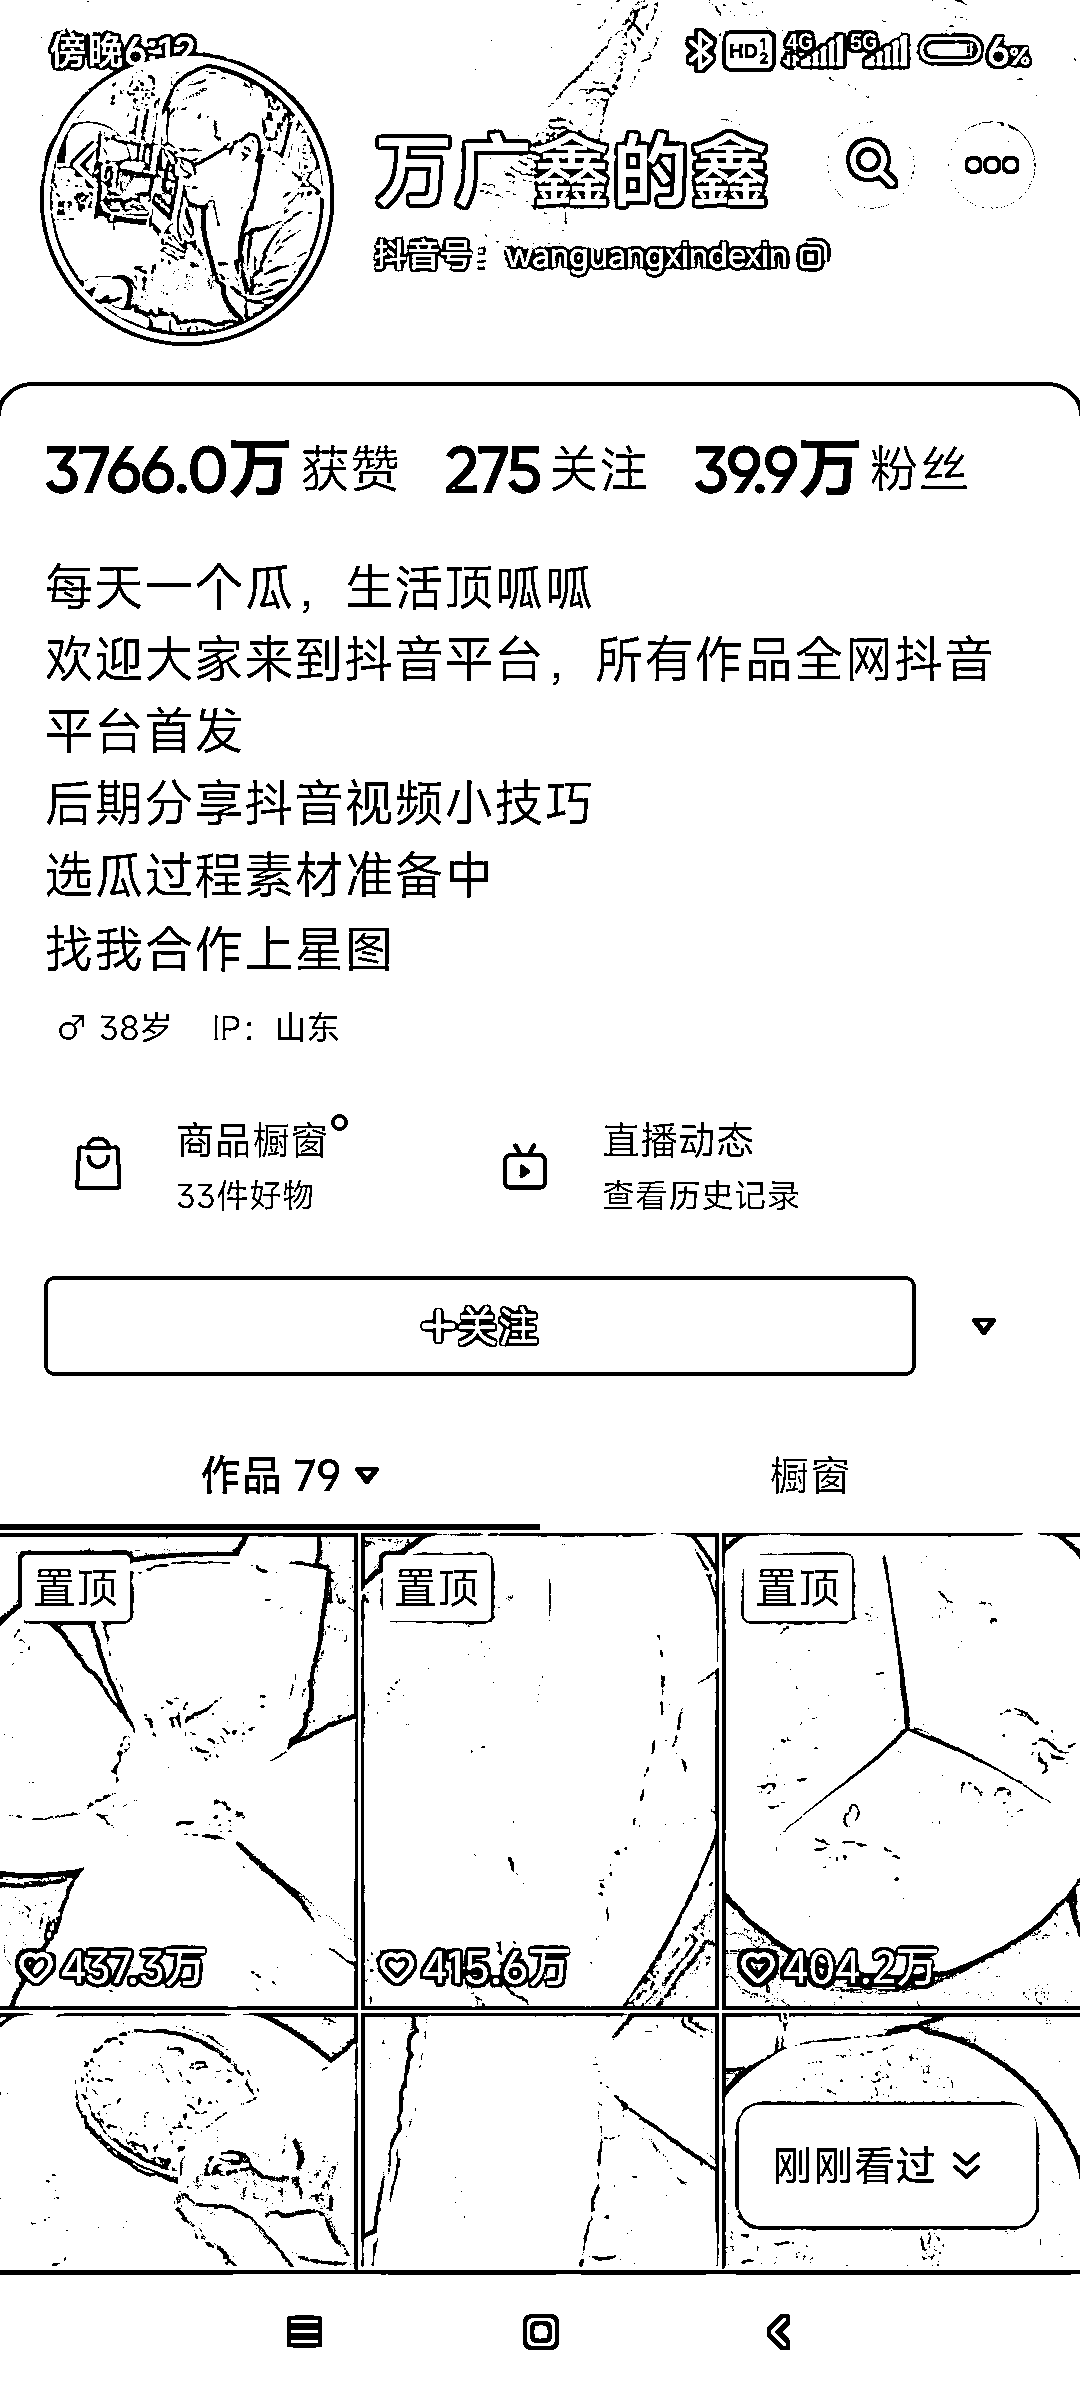 傍晚6:12 HD 1 2 4G 5G 6%
万广鑫的鑫
抖音号：wanguangxindexin
3766.0万 获赞 275 关注 39.9万 粉丝
每天一个瓜，生活顶呱呱
欢迎大家来到抖音平台，所有作品全网抖音
平台首发
后期分享抖音视频小技巧
选瓜过程素材准备中
找我合作上星图
♂ 38岁 IP：山东
商品橱窗 直播动态
33件好物 查看历史记录
+关注
作品 79 橱窗
置顶 置顶 置顶
437.3万 415.6万 404.2万
刚刚看过